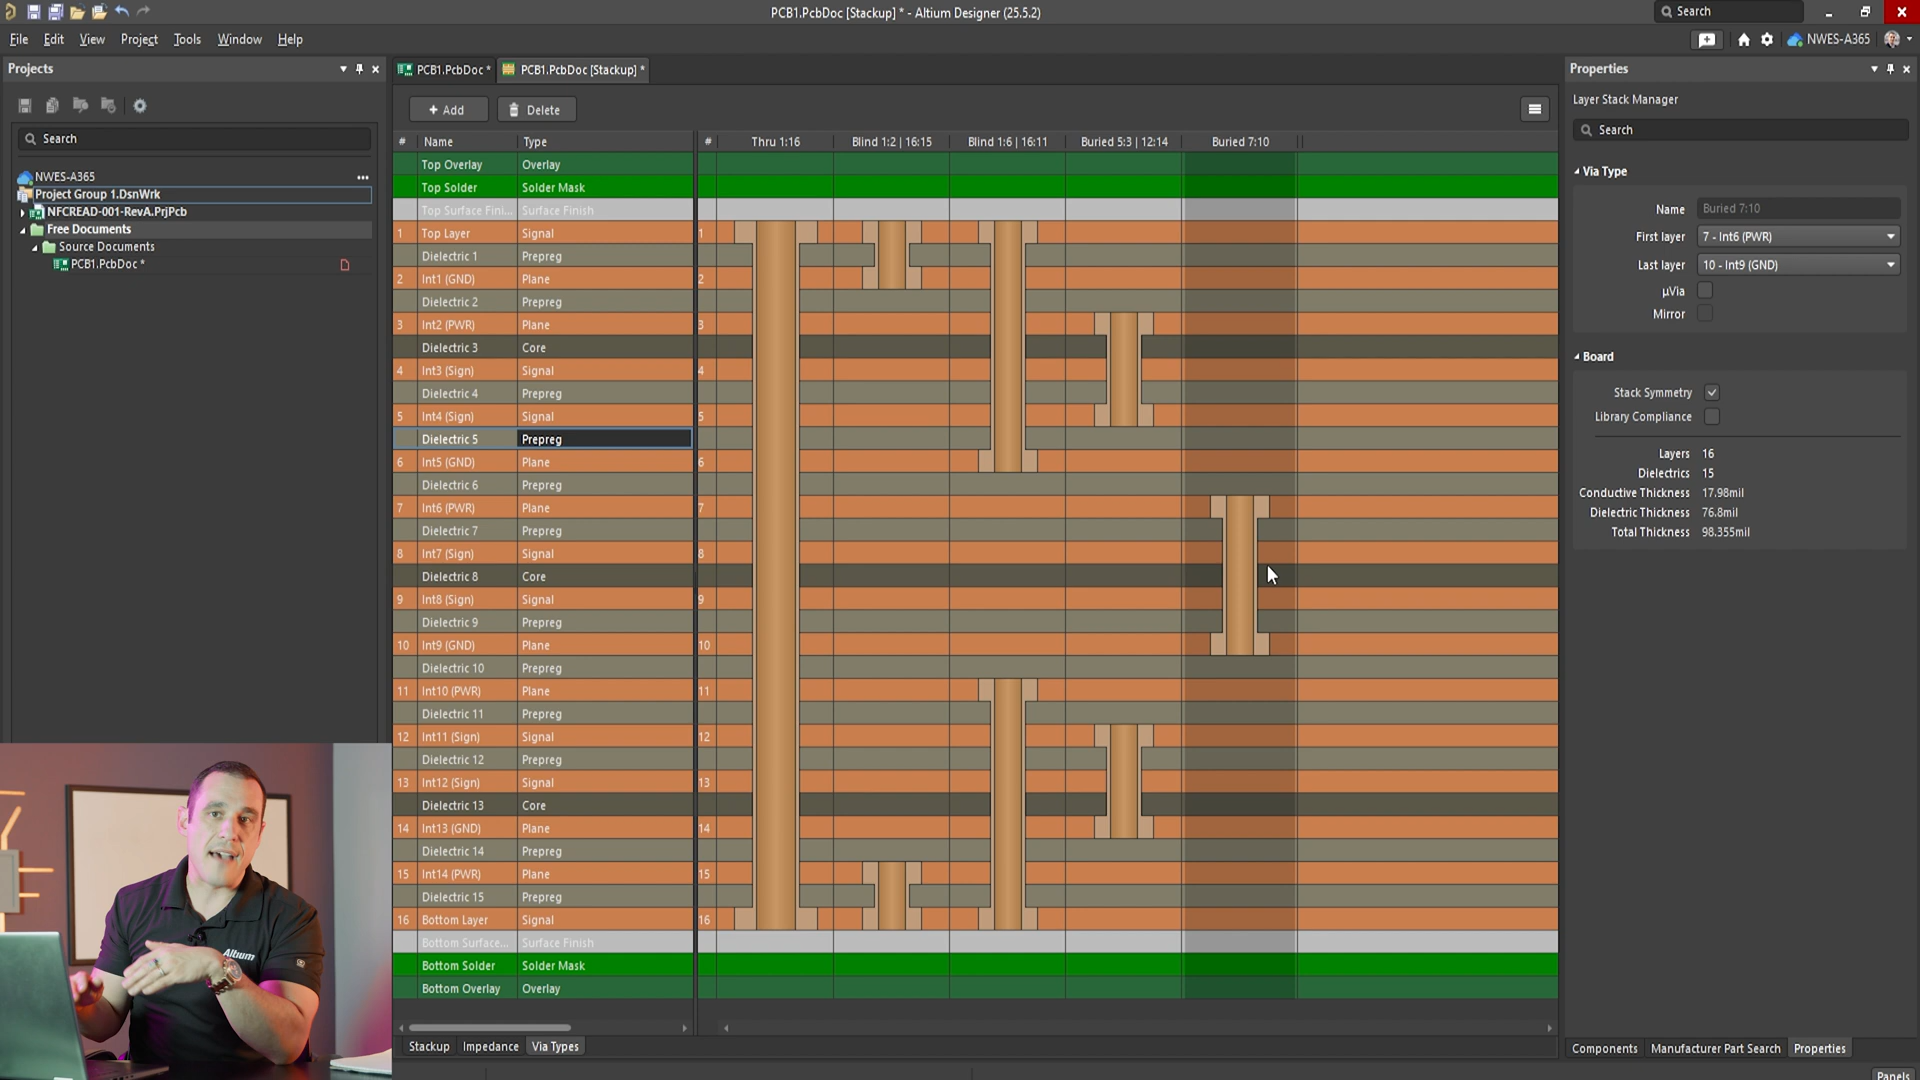 PCB1.PcbDoc [Stackup] * - Altium Designer (25.5.2)
Search
File Edit View Project Tools Window Help
NWES-A365
Projects
Search
NWES-A365
Project Group 1.DsnWrk
NFCREAD-001-RevA.PrjPcb
Free Documents
Source Documents
PCB1.PcbDoc *
PCB1.PcbDoc *
PCB1.PcbDoc [Stackup] *
+ Add
Delete
# Name Type # Thru 1:16 Blind 1:2 | 16:15 Blind 1:6 | 16:11 Buried 5:3 | 12:14 Buried 7:10
Top Overlay Overlay
Top Solder Solder Mask
Top Surface Fini... Surface Finish
1 Top Layer Signal 1
Dielectric 1 Prepreg
2 Int1 (GND) Plane 2
Dielectric 2 Prepreg
3 Int2 (PWR) Plane 3
Dielectric 3 Core
4 Int3 (Sign) Signal 4
Dielectric 4 Prepreg
5 Int4 (Sign) Signal 5
Dielectric 5 Prepreg
6 Int5 (GND) Plane 6
Dielectric 6 Prepreg
7 Int6 (PWR) Plane 7
Dielectric 7 Prepreg
8 Int7 (Sign) Signal 8
Dielectric 8 Core
9 Int8 (Sign) Signal 9
Dielectric 9 Prepreg
10 Int9 (GND) Plane 10
Dielectric 10 Prepreg
11 Int10 (PWR) Plane 11
Dielectric 11 Prepreg
12 Int11 (Sign) Signal 12
Dielectric 12 Prepreg
13 Int12 (Sign) Signal 13
Dielectric 13 Core
14 Int13 (GND) Plane 14
Dielectric 14 Prepreg
15 Int14 (PWR) Plane 15
Dielectric 15 Prepreg
16 Bottom Layer Signal 16
Bottom Surface... Surface Finish
Bottom Solder Solder Mask
Bottom Overlay Overlay
Stackup Impedance Via Types
Properties
Layer Stack Manager
Search
Via Type
Name Buried 7:10
First layer 7 - Int6 (PWR)
Last layer 10 - Int9 (GND)
µVia
Mirror
Board
Stack Symmetry
Library Compliance
Layers 16
Dielectrics 15
Conductive Thickness 17.98mil
Dielectric Thickness 76.8mil
Total Thickness 98.355mil
Components Manufacturer Part Search Properties
Panels
Altium